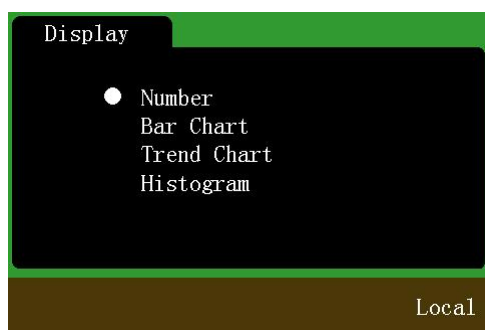 Display
Number
Bar Chart
Trend Chart
Histogram
Local